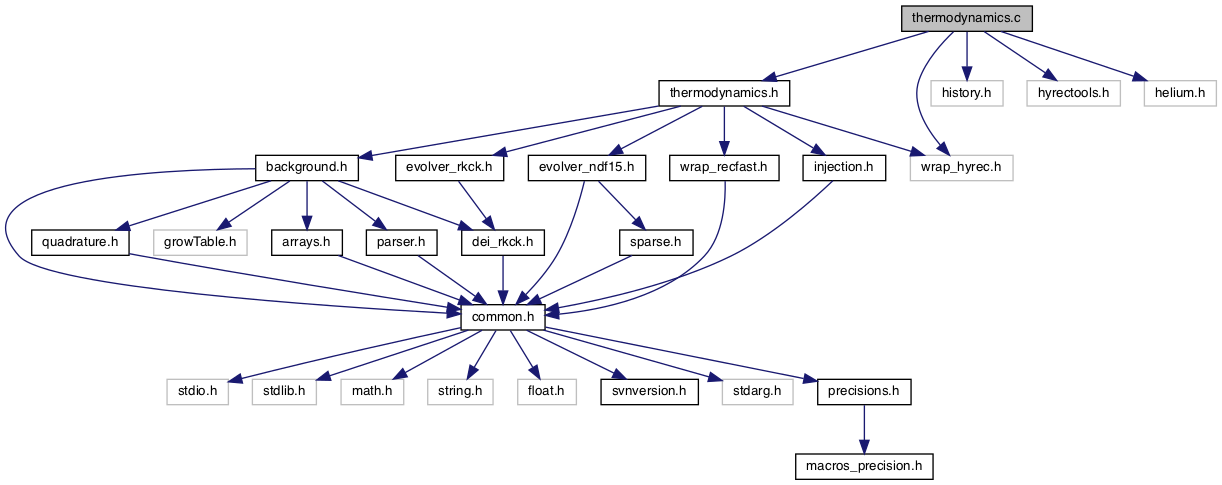 thermodynamics.c
thermodynamics.h
history.h
hyrectools.h
helium.h
background.h
evolver_rkck.h
evolver_ndf15.h
wrap_recfast.h
injection.h
wrap_hyrec.h
quadrature.h
growTable.h
arrays.h
parser.h
dei_rkck.h
sparse.h
common.h
stdio.h
stdlib.h
math.h
string.h
float.h
svnversion.h
stdarg.h
precisions.h
macros_precision.h